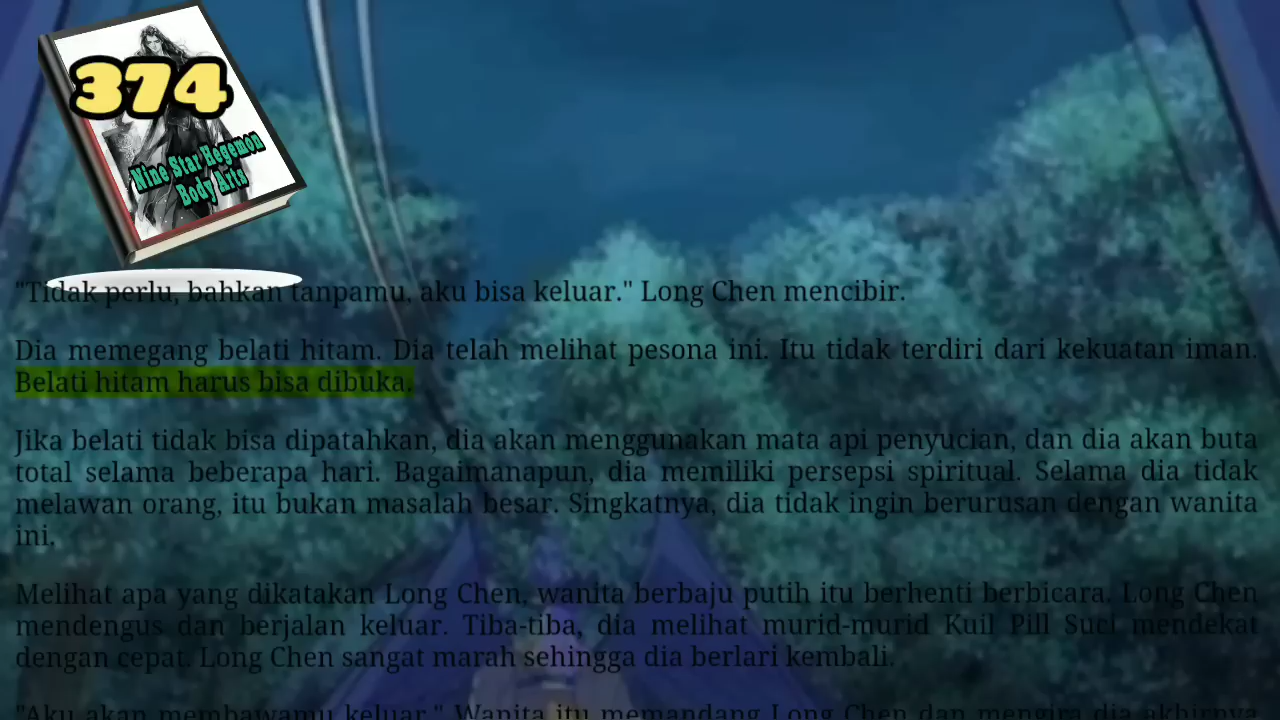 374
Nine Star Hegemon
Body Arts
"Tidak perlu, bahkan tanpamu, aku bisa keluar." Long Chen mencibir.
Dia memegang belati hitam. Dia telah melihat pesona ini. Itu tidak terdiri dari kekuatan iman.
Belati hitam harus bisa dibuka.
Jika belati tidak bisa dipatahkan, dia akan menggunakan mata api penyucian, dan dia akan buta
total selama beberapa hari. Bagaimanapun, dia memiliki persepsi spiritual. Selama dia tidak
melawan orang, itu bukan masalah besar. Singkatnya, dia tidak ingin berurusan dengan wanita
ini.
Melihat apa yang dikatakan Long Chen, wanita berbaju putih itu berhenti berbicara. Long Chen
mendengus dan berjalan keluar. Tiba-tiba, dia melihat murid-murid Kuil Pill Suci mendekat
dengan cepat. Long Chen sangat marah sehingga dia berlari kembali.
"Aku akan membawamu keluar." Wanita itu memandang Long Chen dan mengira dia akhirnya